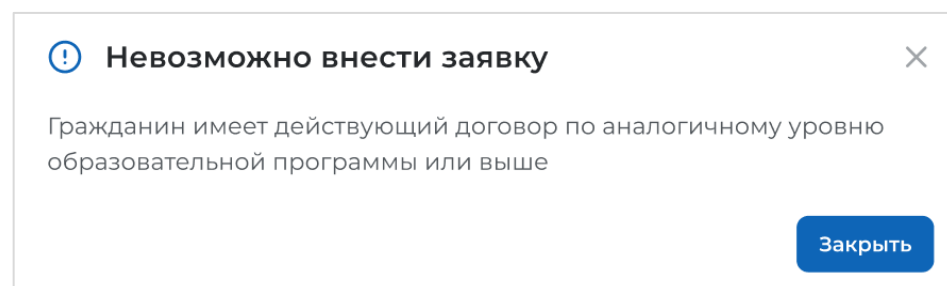 Невозможно внести заявку
Гражданин имеет действующий договор по аналогичному уровню
образовательной программы или выше
Закрыть